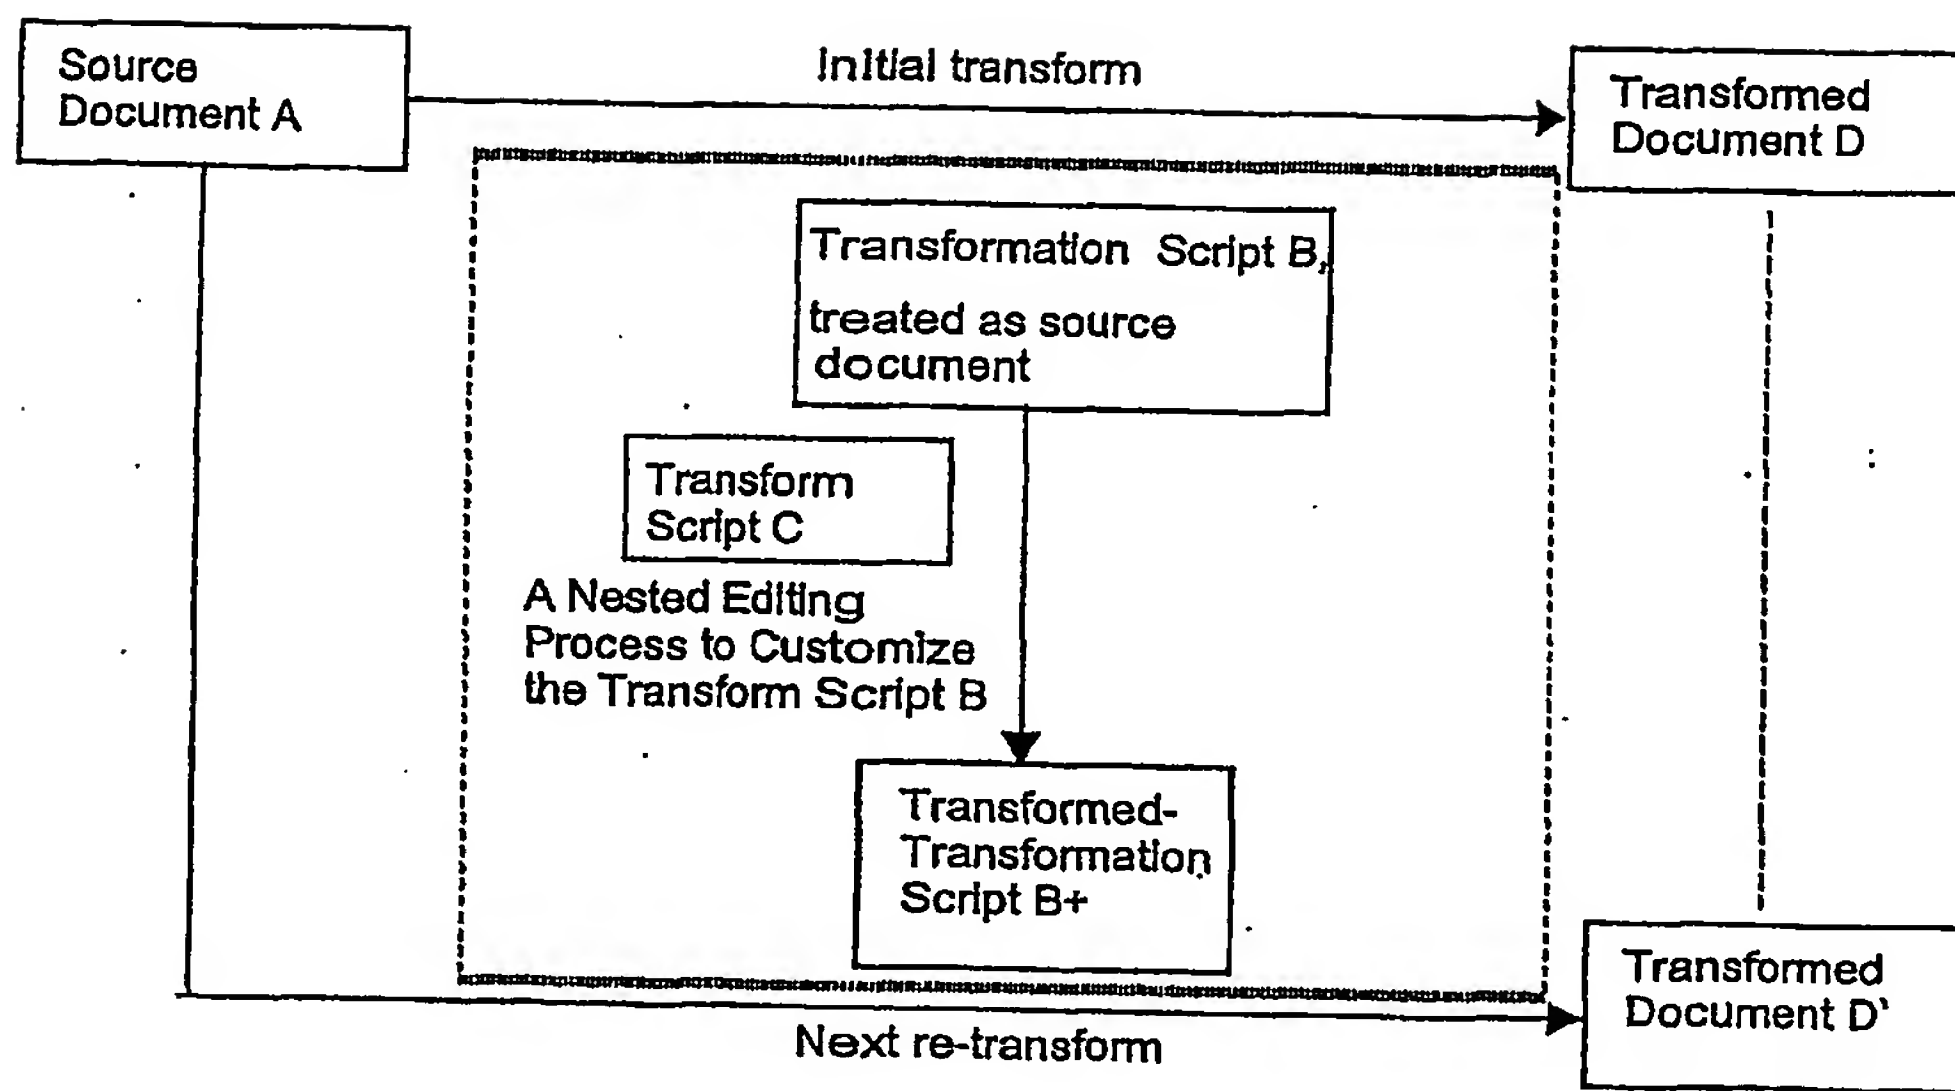 Source
Document A
Initial transform
Transformed
Document D
Transformation Script B,
treated as source
document
Transform
Script C
A Nested Editing
Process to Customize
the Transform Script B
Transformed-
Transformation
Script B+
Transformed
Document D'
Next re-transform